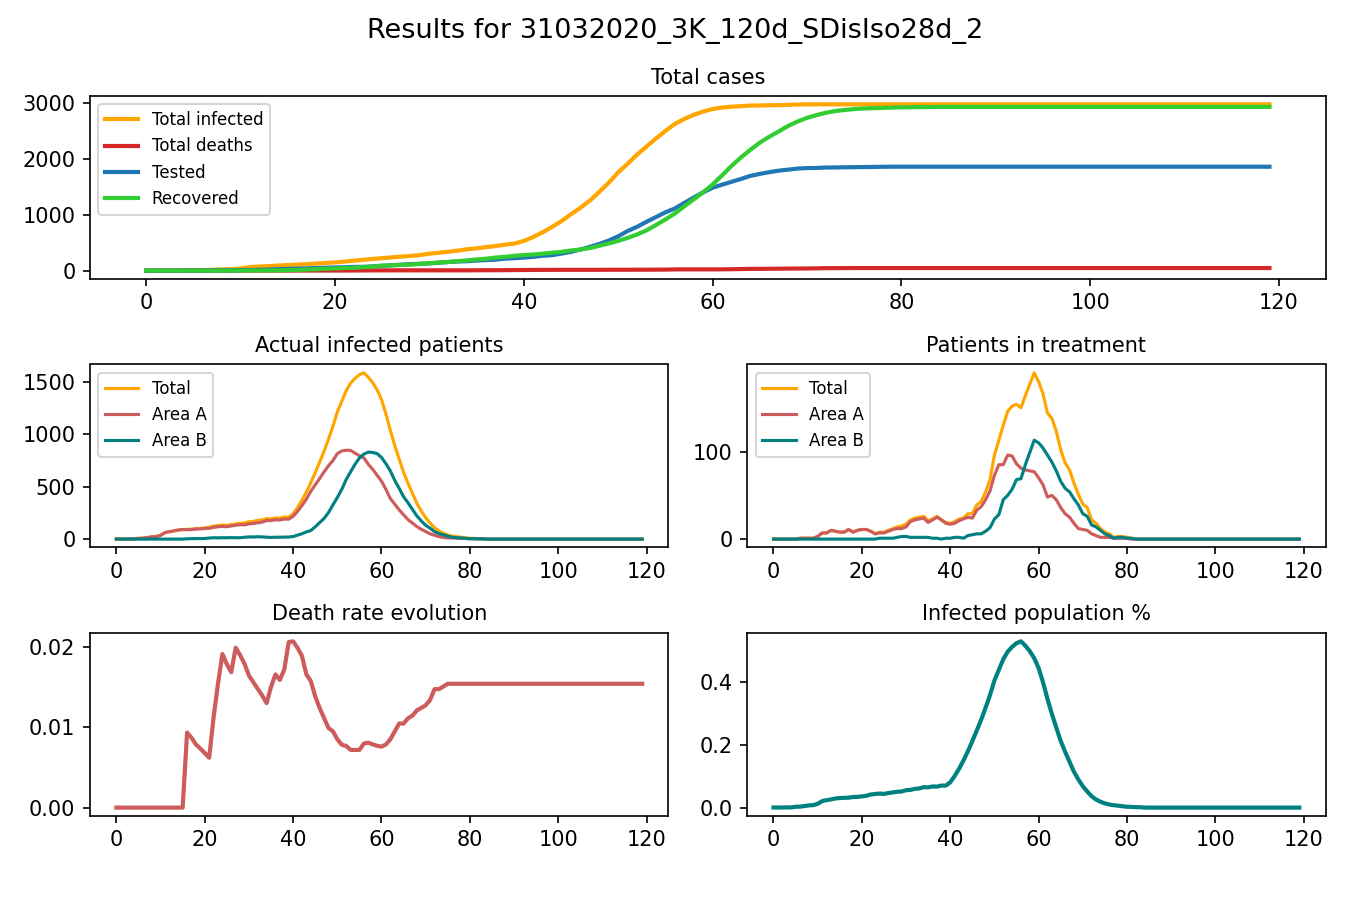 Results for 31032020_3K_120d_SDisIso28d_2
Total cases
3000
2000
1000
0
Total infected
Total deaths
Tested
Recovered
0 20 40 60 80 100 120
Actual infected patients
1500
1000
500
0
Total
Area A
Area B
0 20 40 60 80 100 120
Patients in treatment
100
0
Total
Area A
Area B
0 20 40 60 80 100 120
Death rate evolution
0.02
0.01
0.00
0 20 40 60 80 100 120
Infected population %
0.4
0.2
0.0
0 20 40 60 80 100 120